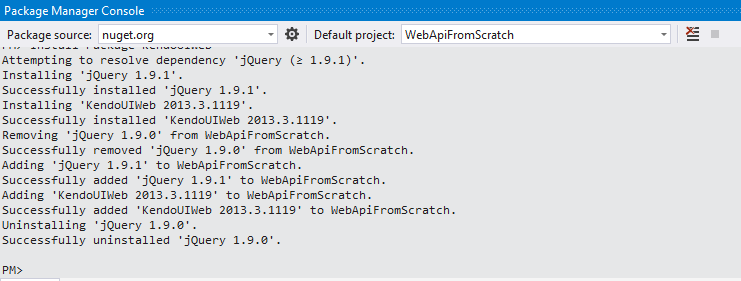 Package Manager Console
Package source: nuget.org Default project: WebApiFromScratch
PM> Install-Package KendoUIWeb
Attempting to resolve dependency 'jQuery (≥ 1.9.1)'.
Installing 'jQuery 1.9.1'.
Successfully installed 'jQuery 1.9.1'.
Installing 'KendoUIWeb 2013.3.1119'.
Successfully installed 'KendoUIWeb 2013.3.1119'.
Removing 'jQuery 1.9.0' from WebApiFromScratch.
Successfully removed 'jQuery 1.9.0' from WebApiFromScratch.
Adding 'jQuery 1.9.1' to WebApiFromScratch.
Successfully added 'jQuery 1.9.1' to WebApiFromScratch.
Adding 'KendoUIWeb 2013.3.1119' to WebApiFromScratch.
Successfully added 'KendoUIWeb 2013.3.1119' to WebApiFromScratch.
Uninstalling 'jQuery 1.9.0'.
Successfully uninstalled 'jQuery 1.9.0'.
PM>